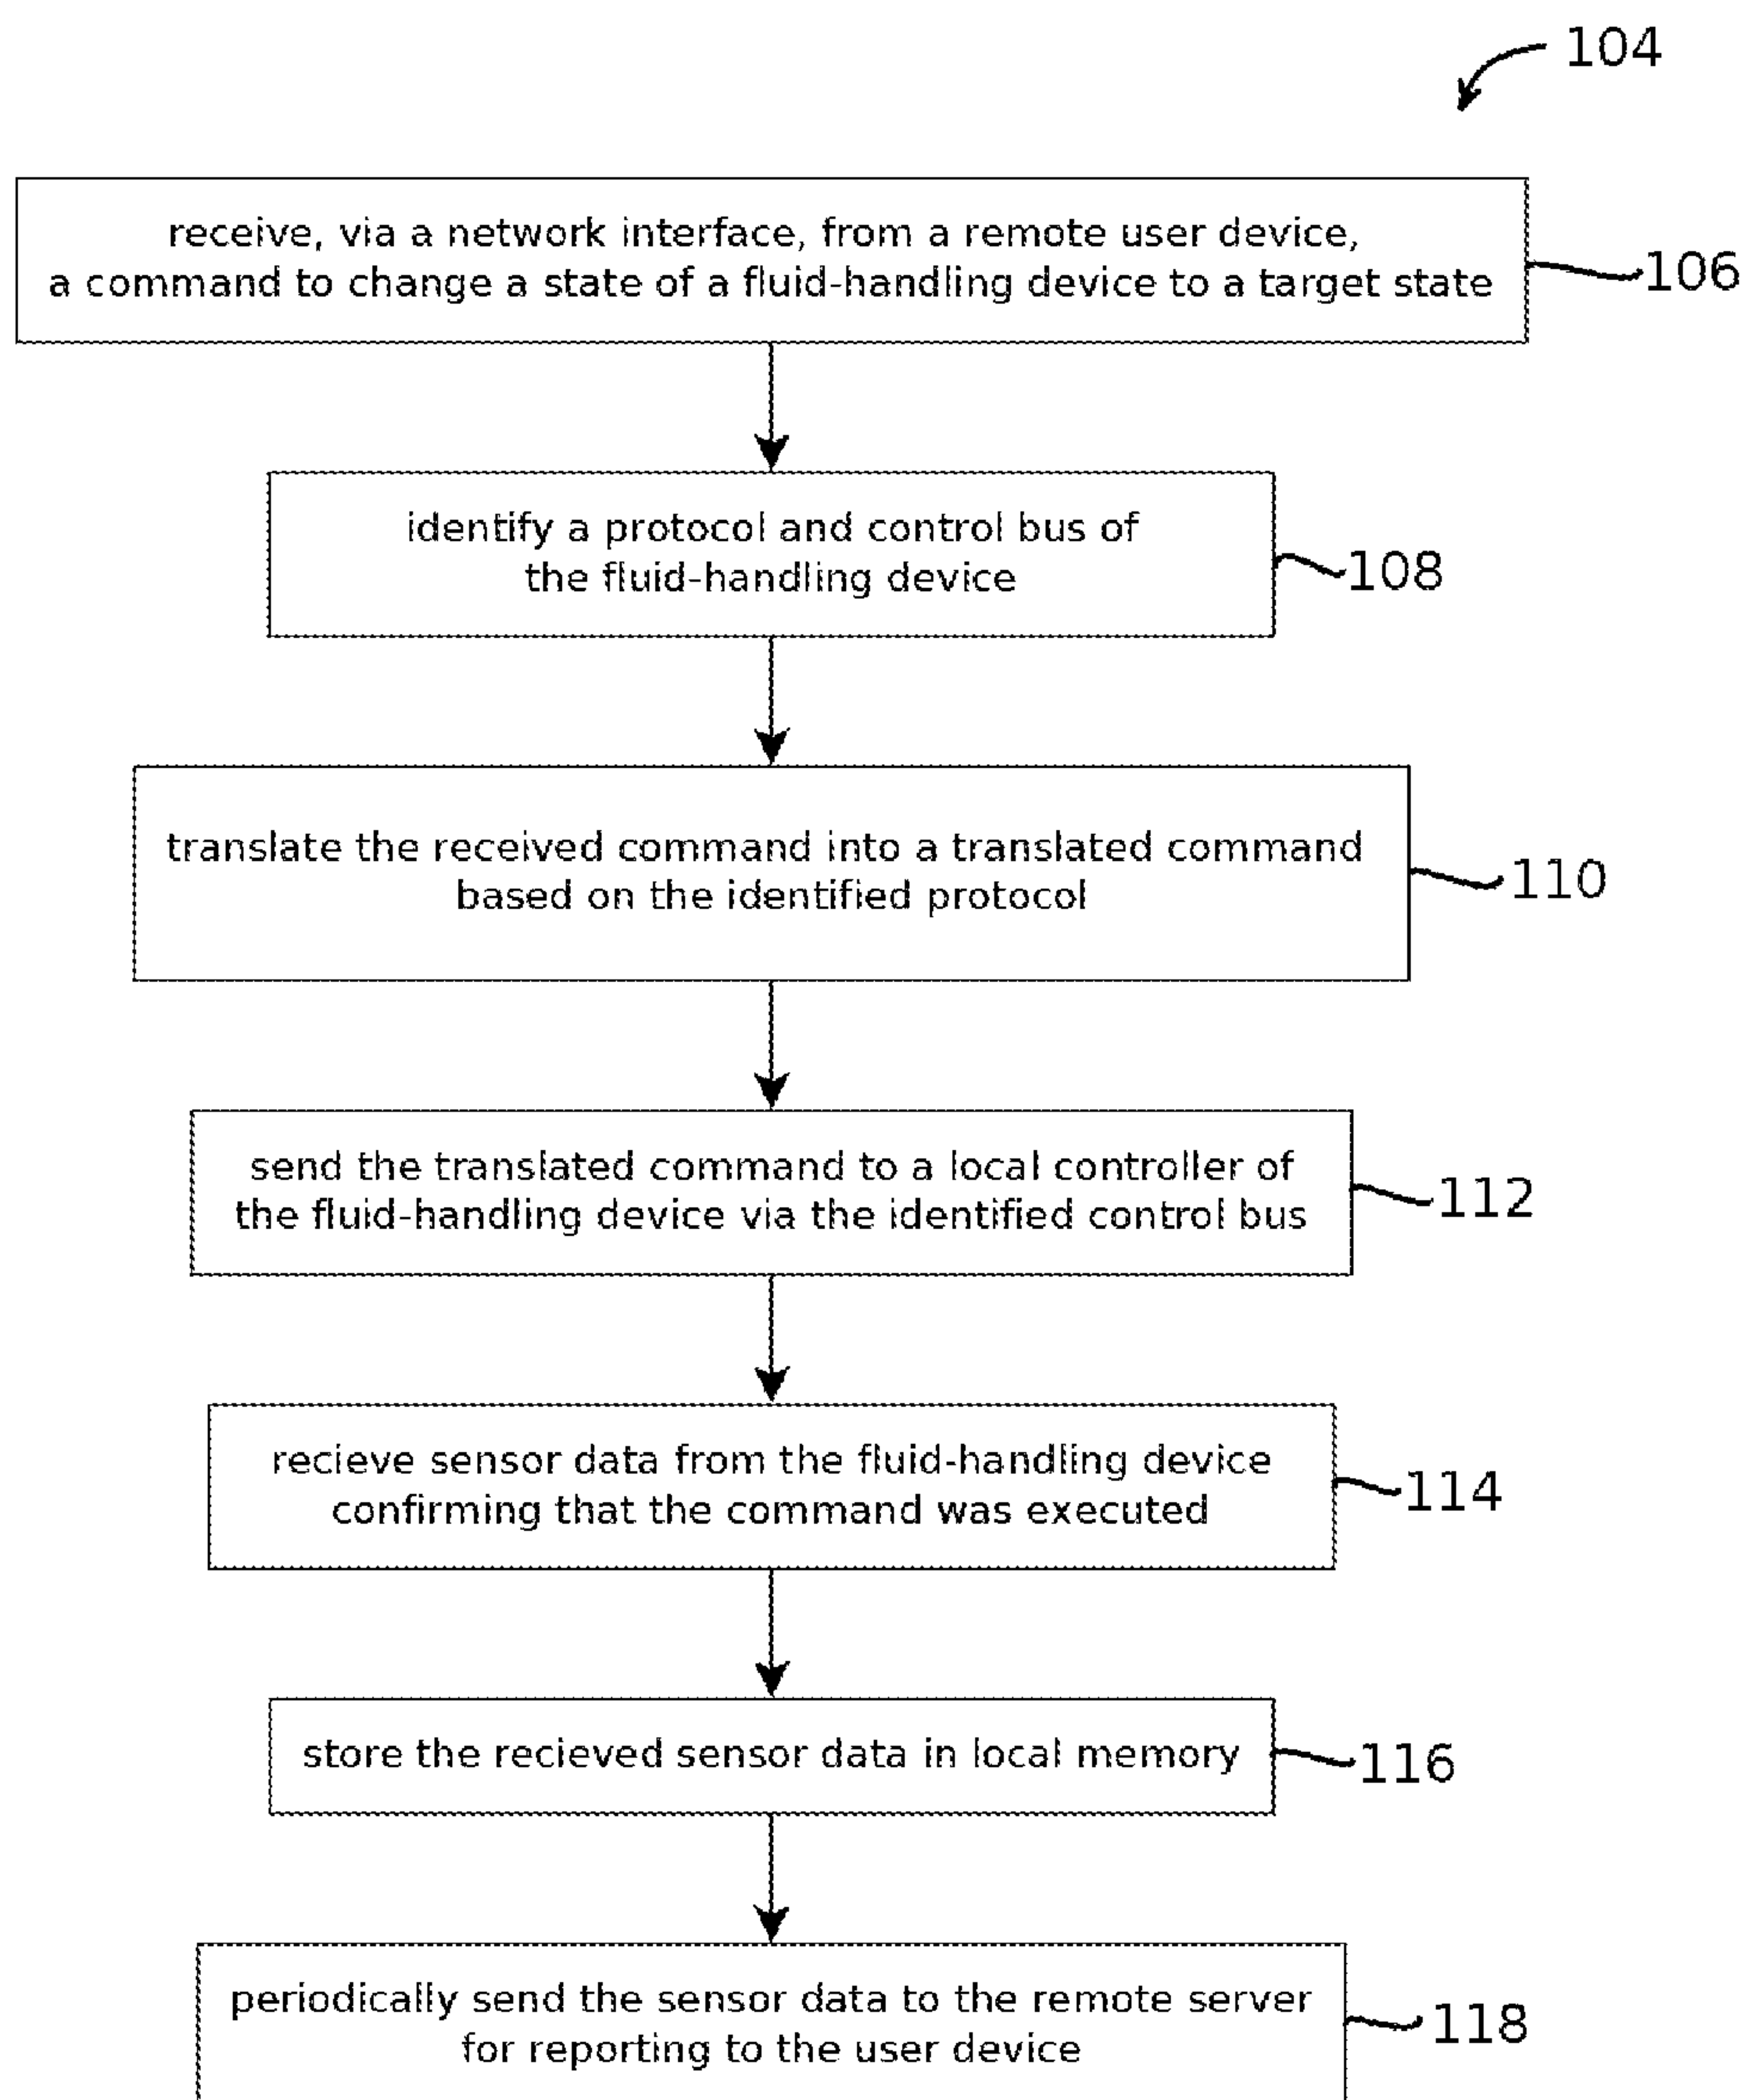 104
receive, via a network interface, from a remote user device,
a command to change a state of a fluid-handling device to a target state
106
identify a protocol and control bus of
the fluid-handling device
108
translate the received command into a translated command
based on the identified protocol
110
send the translated command to a local controller of
the fluid-handling device via the identified control bus
112
recieve sensor data from the fluid-handling device
confirming that the command was executed
114
store the recieved sensor data in local memory
116
periodically send the sensor data to the remote server
for reporting to the user device
118